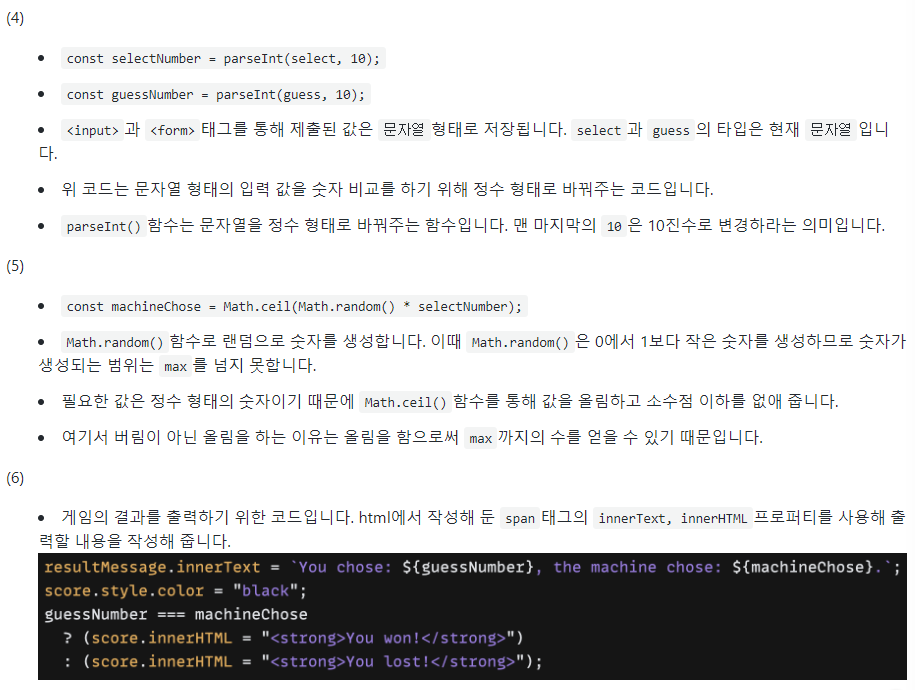 (4)
const selectNumber = parseInt(select, 10);
const guessNumber = parseInt(guess, 10);
<input> 과 <form> 태그를 통해 제출된 값은 문자열 형태로 저장됩니다. select 과 guess 의 타입은 현재 문자열 입니
다.
위 코드는 문자열 형태의 입력 값을 숫자 비교를 하기 위해 정수 형태로 바꿔주는 코드입니다.
parseInt() 함수는 문자열을 정수 형태로 바꿔주는 함수입니다. 맨 마지막의 10 은 10진수로 변경하라는 의미입니다.
(5)
const machineChose = Math.ceil(Math.random() * selectNumber);
Math.random() 함수로 랜덤으로 숫자를 생성합니다. 이때 Math.random() 은 0에서 1보다 작은 숫자를 생성하므로 숫자가
생성되는 범위는 max 를 넘지 못합니다.
필요한 값은 정수 형태의 숫자이기 때문에 Math.ceil() 함수를 통해 값을 올림하고 소수점 이하를 없애 줍니다.
여기서 버림이 아닌 올림을 하는 이유는 올림을 함으로써 max 까지의 수를 얻을 수 있기 때문입니다.
(6)
게임의 결과를 출력하기 위한 코드입니다. html에서 작성해 둔 span 태그의 innerText, innerHTML 프로퍼티를 사용해 출
력할 내용을 작성해 줍니다.
resultMessage.innerText = `You chose: ${guessNumber}, the machine chose: ${machineChose}.`;
score.style.color = "black";
guessNumber === machineChose
? (score.innerHTML = "<strong>You won!</strong>")
: (score.innerHTML = "<strong>You lost!</strong>");